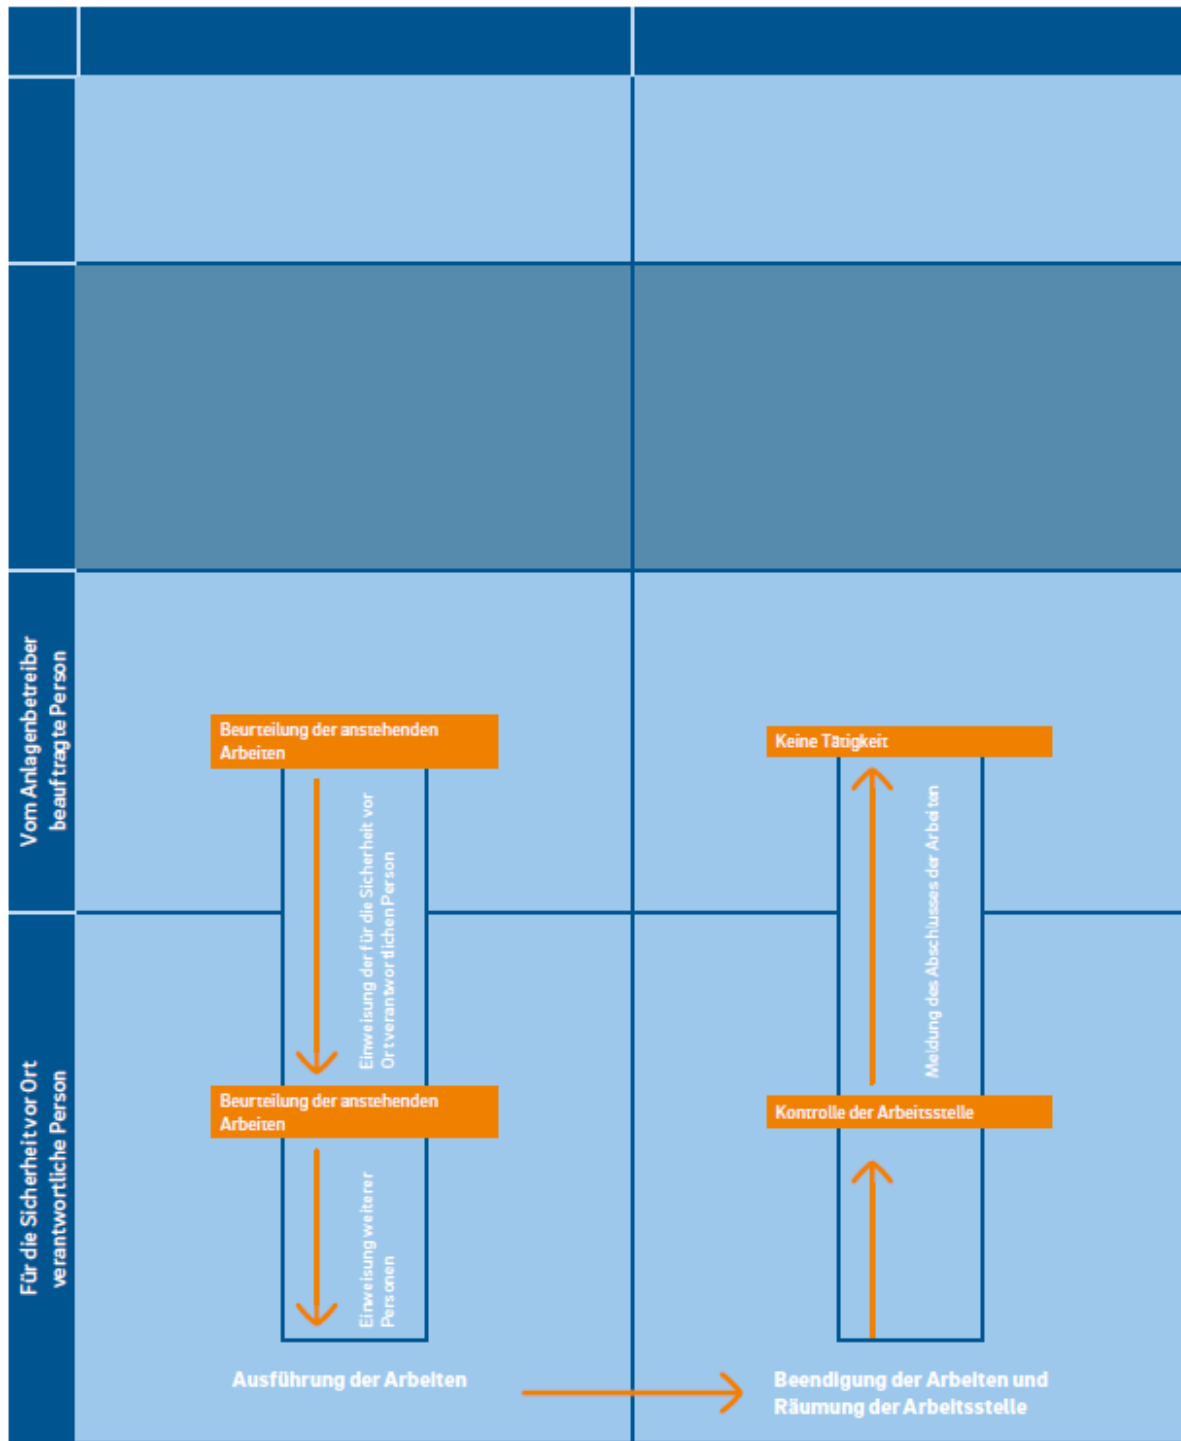 Vom Anlagenbetreiber
beauftragte Person
Beurteilung der anstehenden
Arbeiten
Keine Tätigkeit
Einweisung der für die Sicherheit vor
Ort verantwortlichen Person
Meldung des Abschlusses der Arbeiten
Für die Sicherheit vor Ort
verantwortliche Person
Beurteilung der anstehenden
Arbeiten
Kontrolle der Arbeitsstelle
Einweisung weiterer
Personen
Ausführung der Arbeiten
Beendigung der Arbeiten und
Räumung der Arbeitsstelle